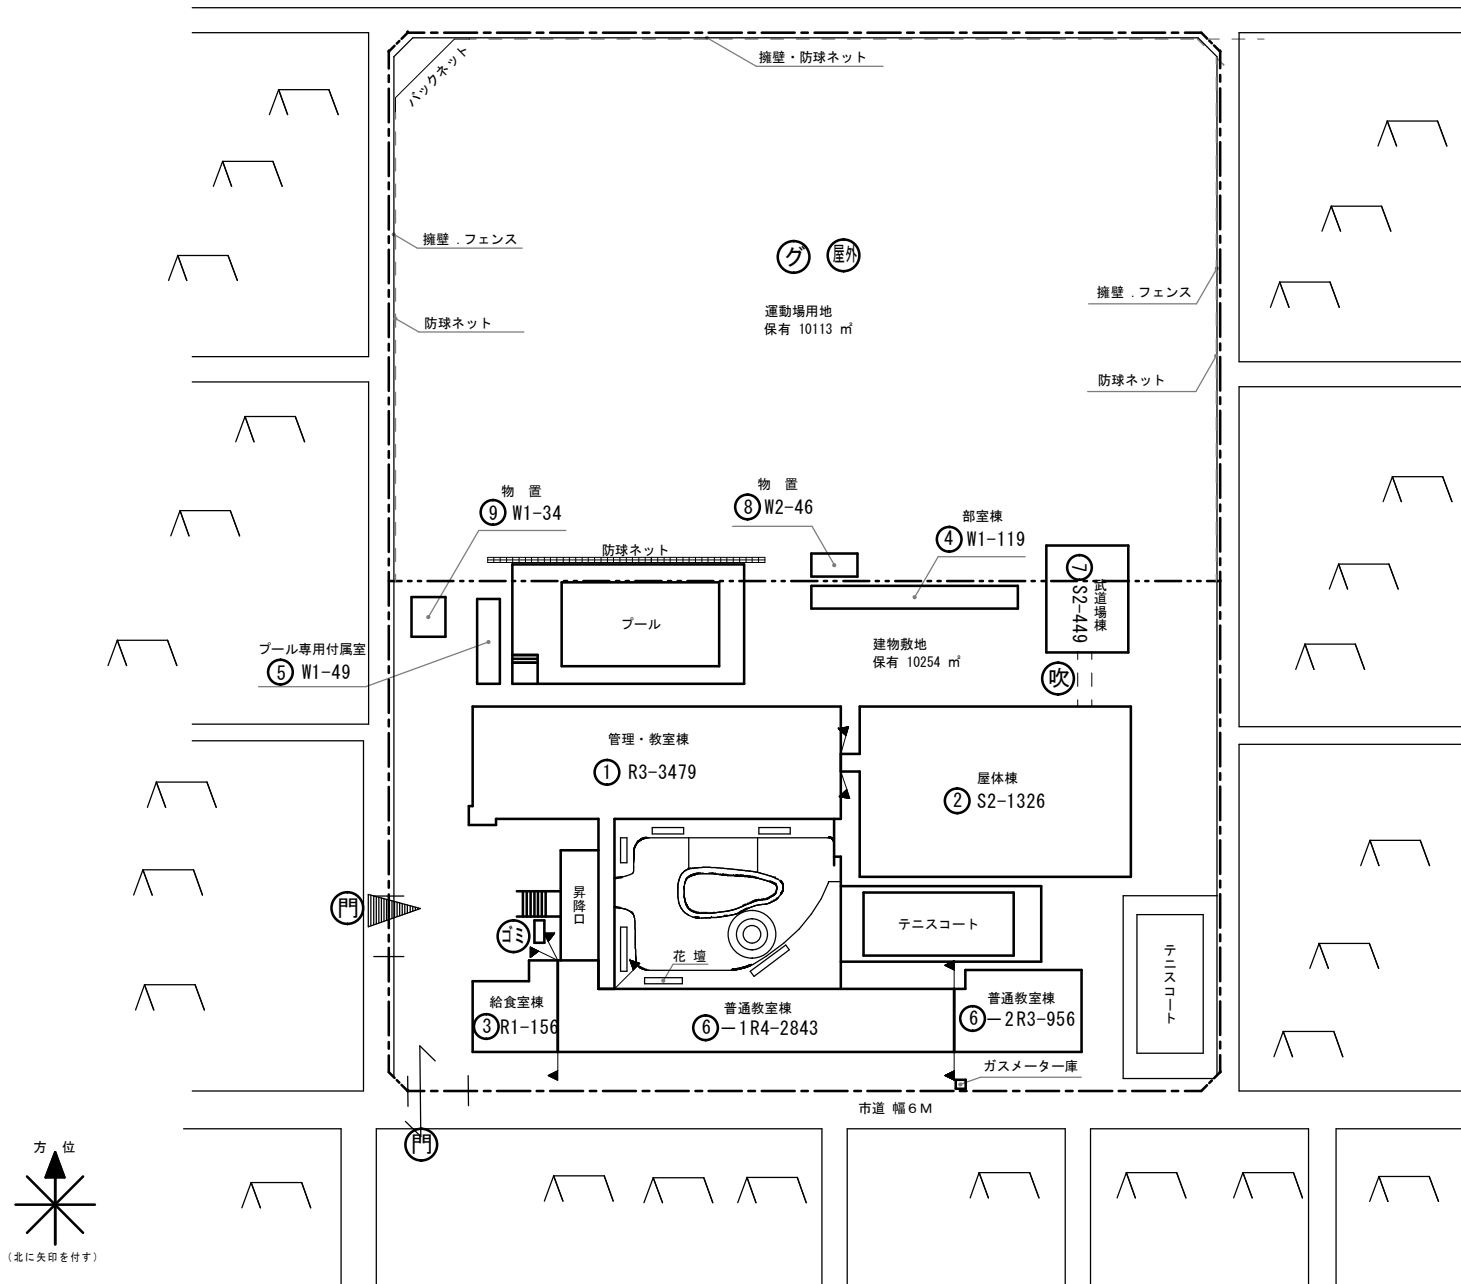 バックネット
擁壁・防球ネット
擁壁．フェンス
グ 屋外
擁壁．フェンス
運動場用地
保有 10113 ㎡
防球ネット
防球ネット
物 置
⑨ W1-34
物 置
⑧ W2-46
部室棟
④ W1-119
防球ネット
⑦ S2-449
武道場棟
プール
プール専用付属室
⑤ W1-49
建物敷地
保有 10254 ㎡
吹
管理・教室棟
① R3-3479
屋体棟
② S2-1326
昇降口
門
ゴミ
テニスコート
花 壇
テニスコート
給食室棟
③ R1-156
普通教室棟
⑥－1R4-2843
普通教室棟
⑥－2R3-956
ガスメーター庫
市道 幅６Ｍ
門
方 位
(北に矢印を付す)